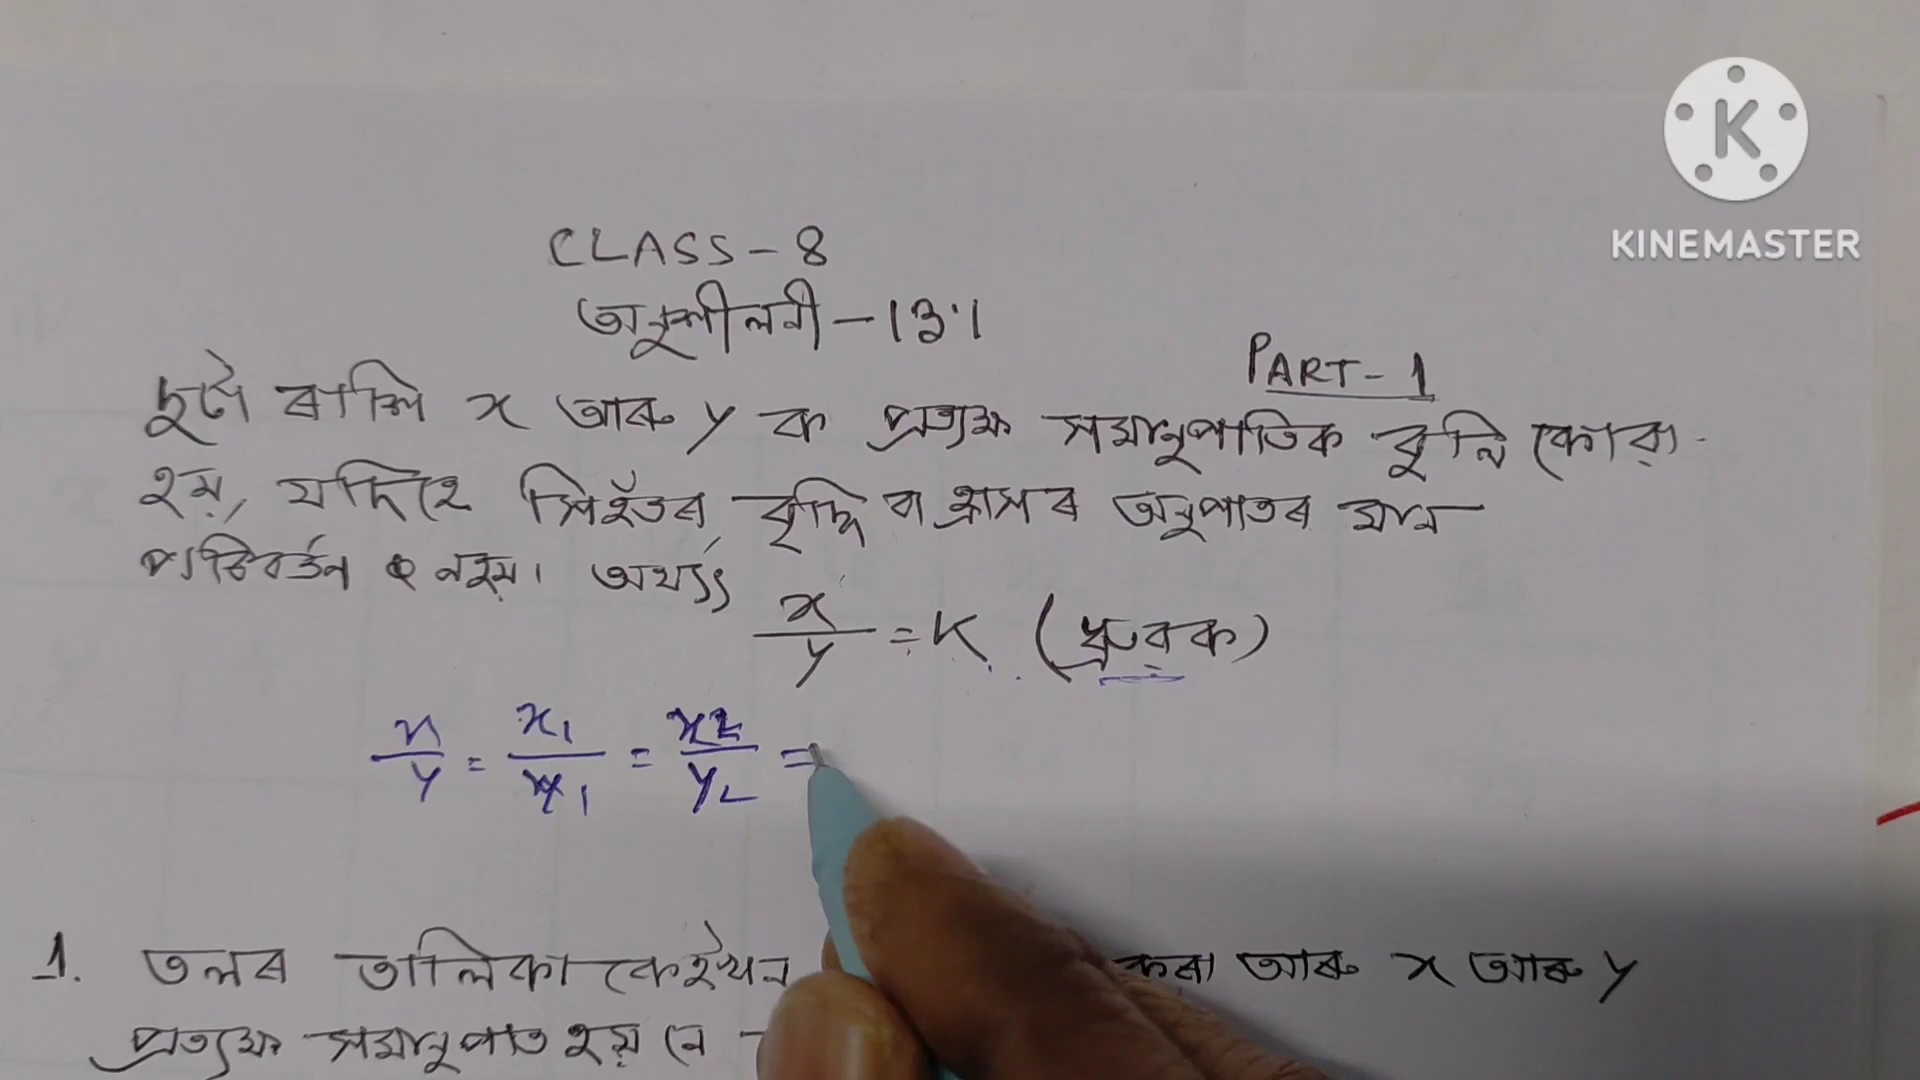 CLASS - 8
অনুশীলনী - 13.1
PART - 1
দুটা ৰাশি x আৰু y ক প্ৰত্যক্ষ সমানুপাতিক বুলি কোৱা
হয়, যদিহে সিহঁতৰ বৃদ্ধি বা হ্ৰাসৰ অনুপাতৰ মান
পৰিবৰ্তন নহয়। অৰ্থাৎ
x/y = K (ধ্ৰুৱক)
x/y = x1/y1 = x2/y2 =
1. তলৰ তালিকা কেইখন কৰা আৰু x আৰু y
প্ৰত্যক্ষ সমানুপাত হয় নে -
K
KINEMASTER